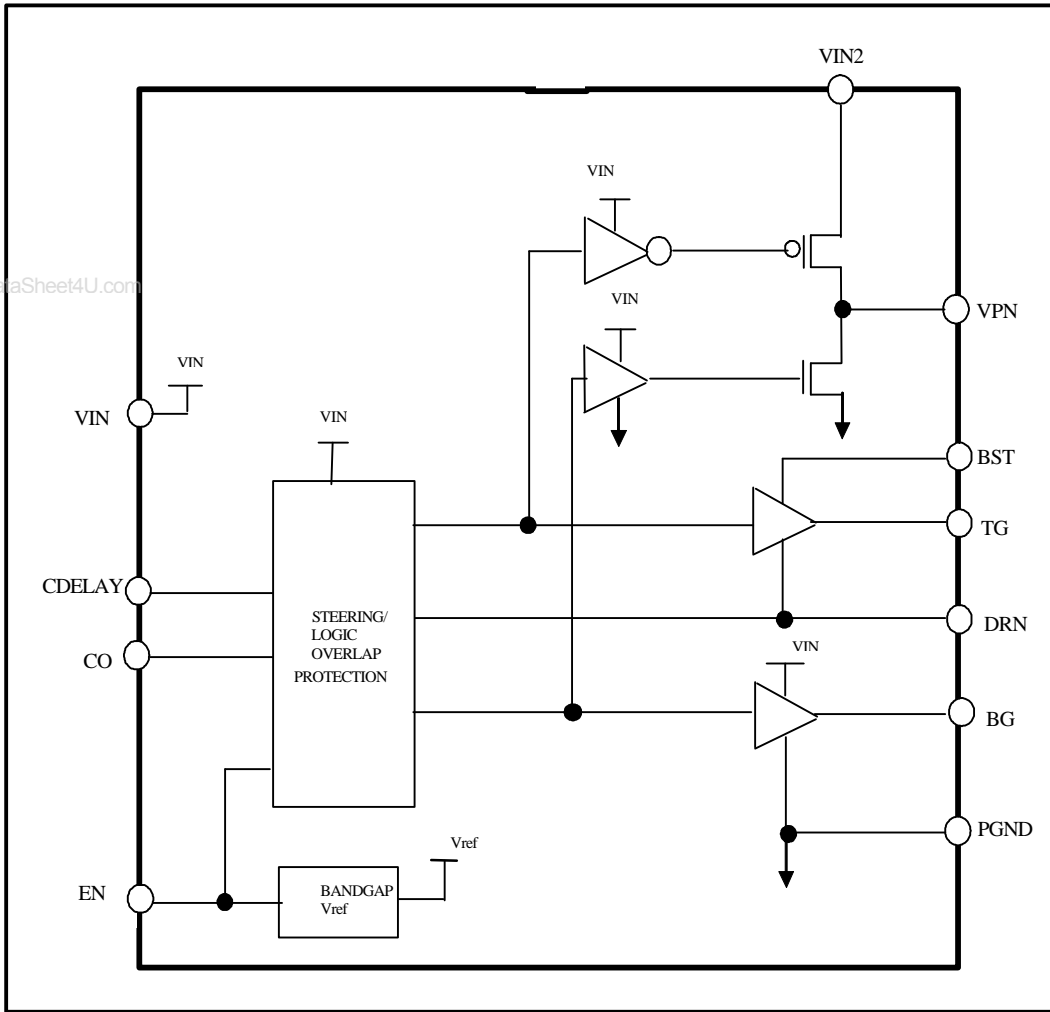 VIN2
VIN
ataSheet4U.com
VIN
VPN
VIN
VIN
VIN
BST
TG
CDELAY
STEERING/
LOGIC
OVERLAP
PROTECTION
DRN
CO
VIN
BG
PGND
Vref
EN
BANDGAP
Vref